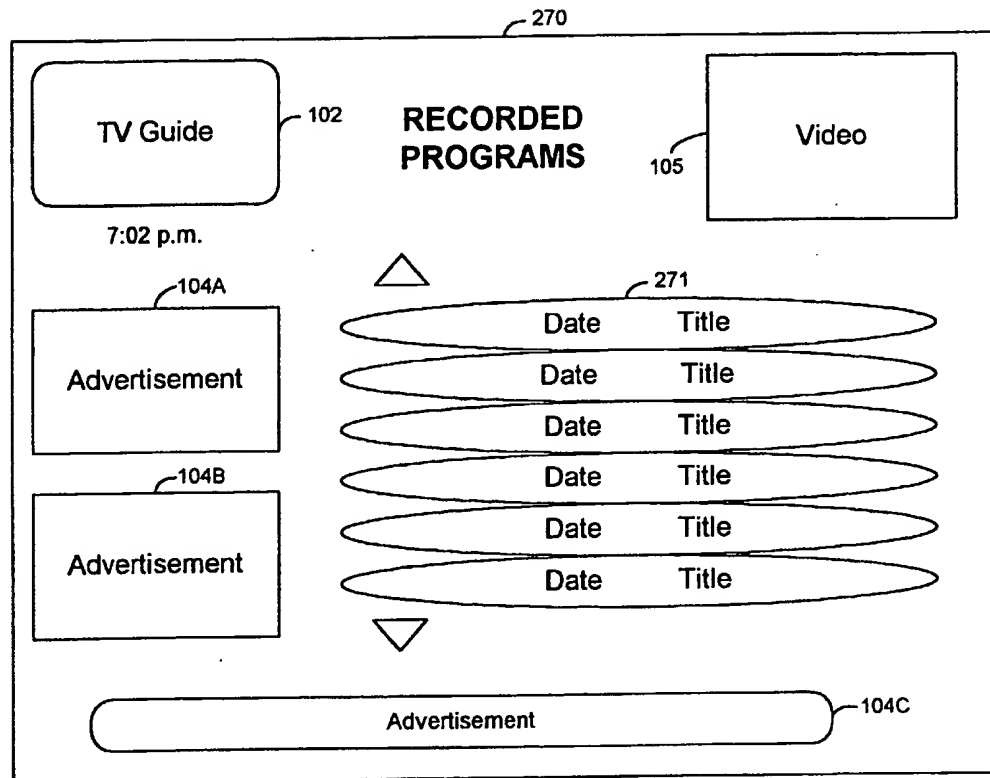 270
TV Guide
102
RECORDED
PROGRAMS
105
Video
7:02 p.m.
104A
Advertisement
104B
Advertisement
271
Date Title
Date Title
Date Title
Date Title
Date Title
Date Title
Advertisement
104C